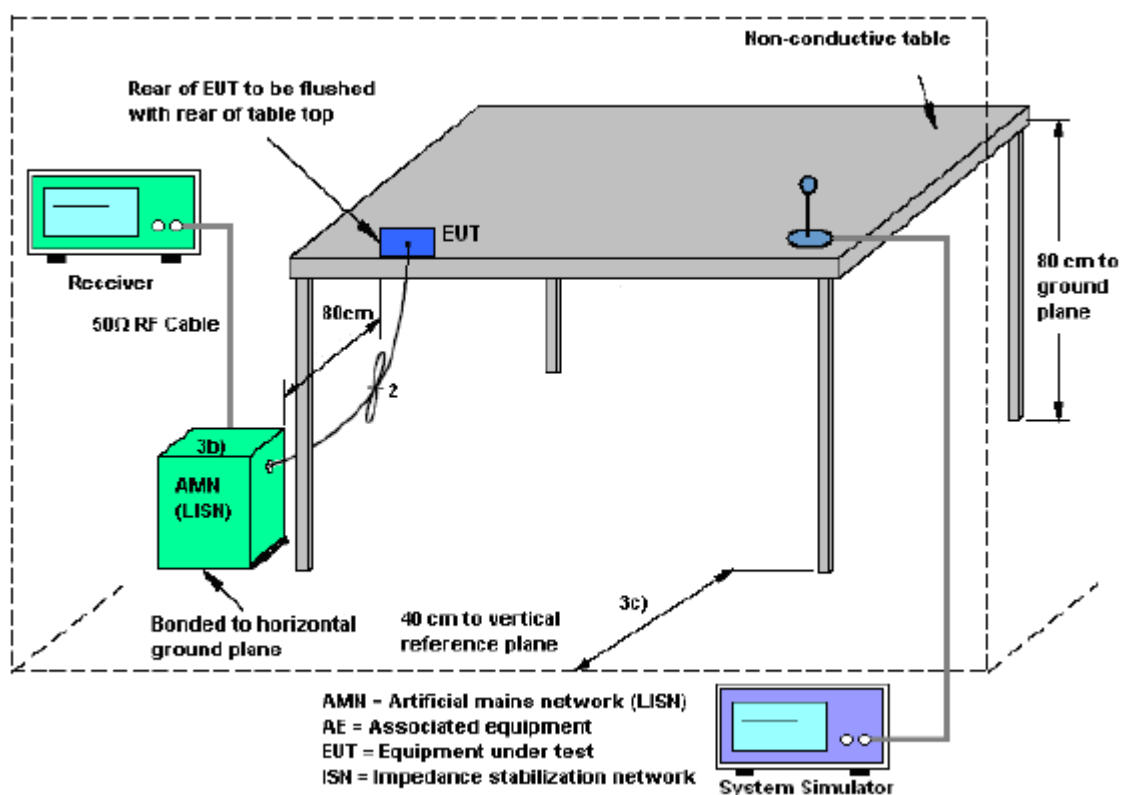 Non-conductive table
Rear of EUT to be flushed
with rear of table top
EUT
Receiver
80 cm to
ground
plane
80cm
50Ω RF Cable
2
3b)
AMN
(LISN)
3c)
Bonded to horizontal
ground plane
40 cm to vertical
reference plane
AMN = Artificial mains network (LISN)
AE = Associated equipment
EUT = Equipment under test
ISN = Impedance stabilization network
System Simulator